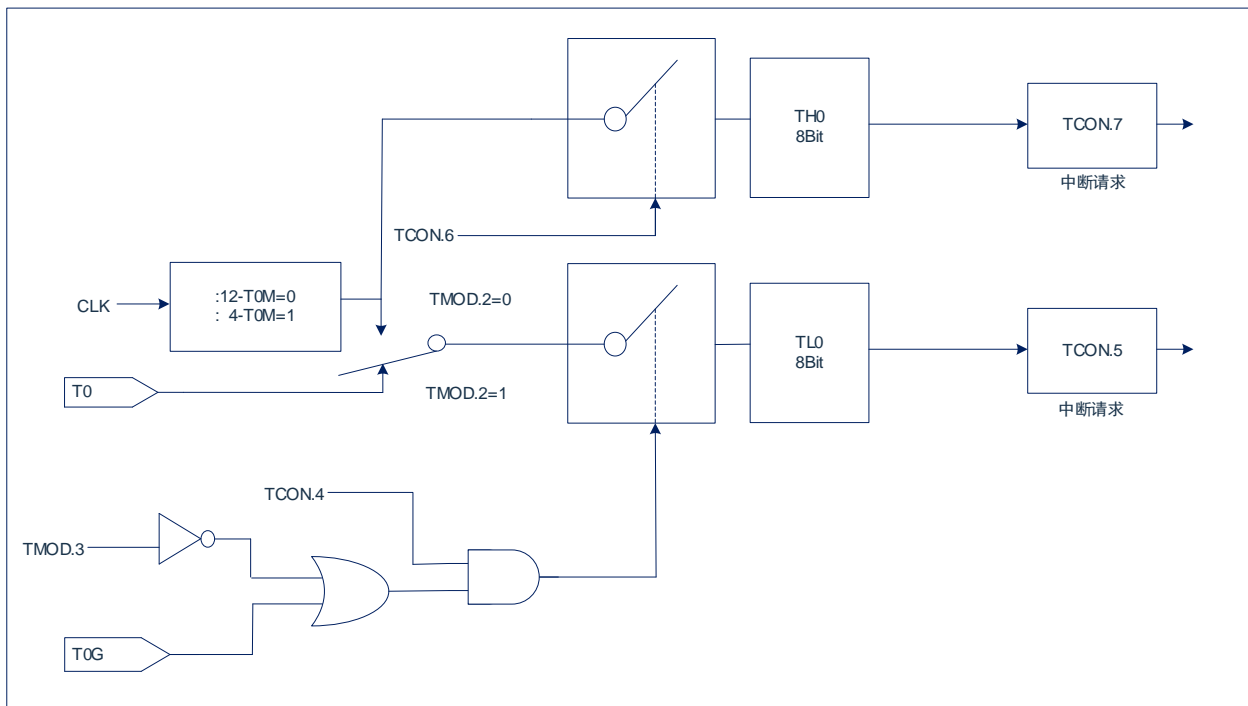 TH0
8Bit
TCON.7
中断请求
TCON.6
CLK
:12-T0M=0
: 4-T0M=1
TMOD.2=0
TL0
8Bit
TCON.5
中断请求
T0
TMOD.2=1
TCON.4
TMOD.3
T0G